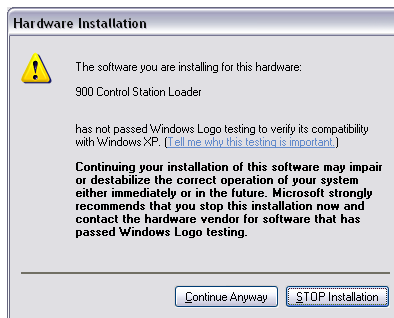 Hardware Installation
The software you are installing for this hardware:
900 Control Station Loader
has not passed Windows Logo testing to verify its compatibility
with Windows XP. (Tell me why this testing is important.)
Continuing your installation of this software may impair
or destabilize the correct operation of your system
either immediately or in the future. Microsoft strongly
recommends that you stop this installation now and
contact the hardware vendor for software that has
passed Windows Logo testing.
Continue Anyway
STOP Installation